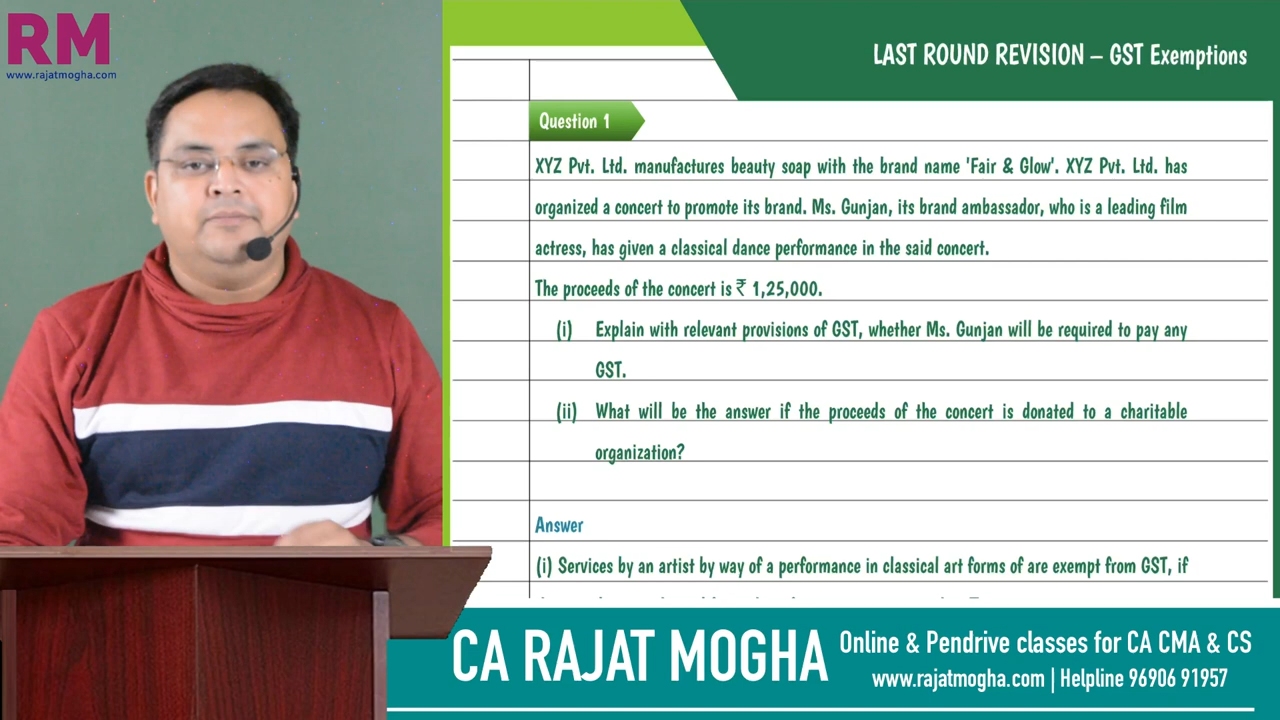 RM
www.rajatmogha.com
LAST ROUND REVISION – GST Exemptions
Question 1
XYZ Pvt. Ltd. manufactures beauty soap with the brand name 'Fair & Glow'. XYZ Pvt. Ltd. has
organized a concert to promote its brand. Ms. Gunjan, its brand ambassador, who is a leading film
actress, has given a classical dance performance in the said concert.
The proceeds of the concert is ₹ 1,25,000.
(i) Explain with relevant provisions of GST, whether Ms. Gunjan will be required to pay any
GST.
(ii) What will be the answer if the proceeds of the concert is donated to a charitable
organization?
Answer
(i) Services by an artist by way of a performance in classical art forms of are exempt from GST, if
CA RAJAT MOGHA
Online & Pendrive classes for CA CMA & CS
www.rajatmogha.com | Helpline 96906 91957